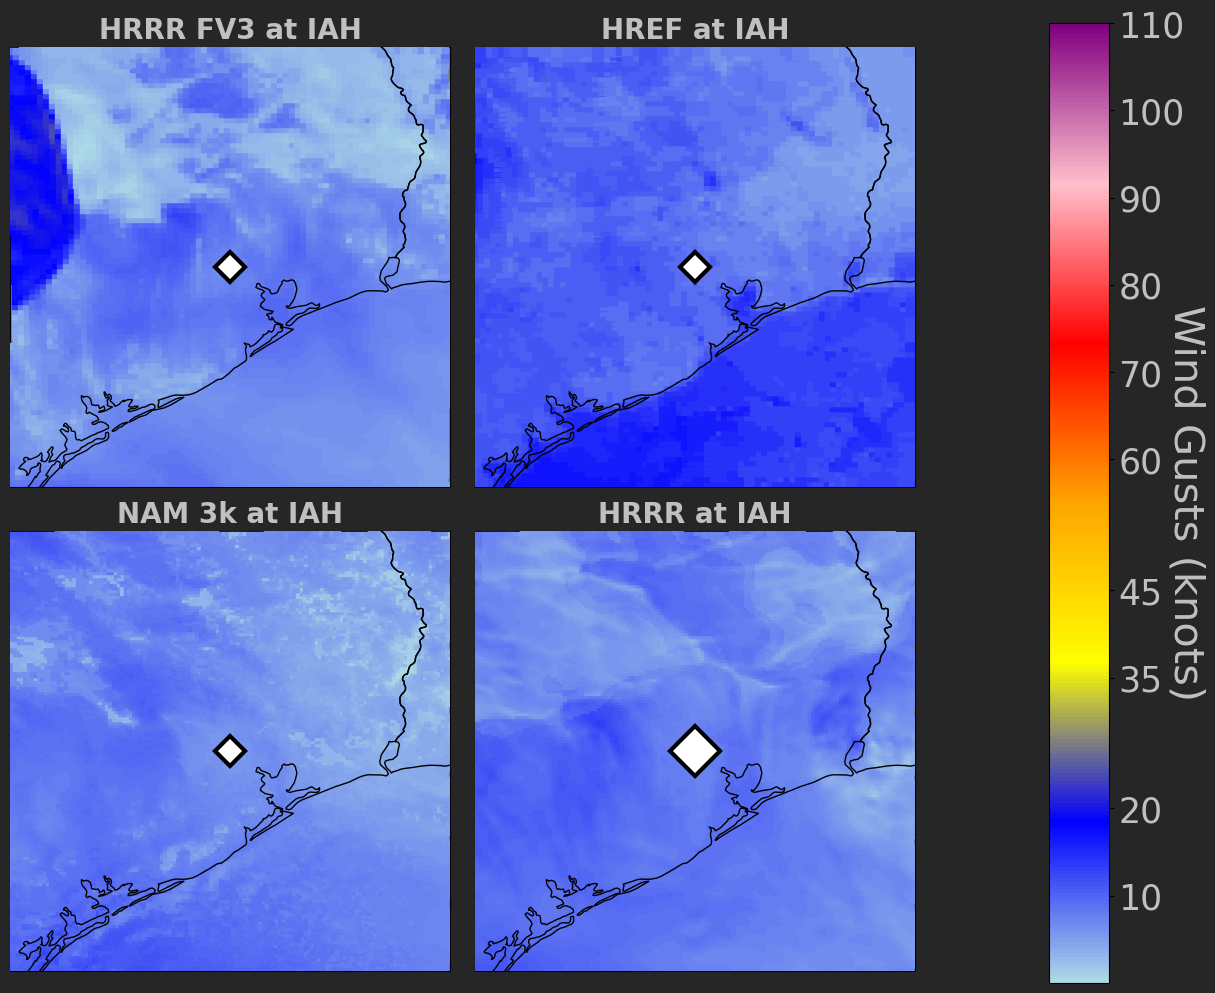 HRRR FV3 at IAH
HREF at IAH
NAM 3k at IAH
HRRR at IAH
110
100
90
80
70
60
45
35
20
10
Wind Gusts (knots)